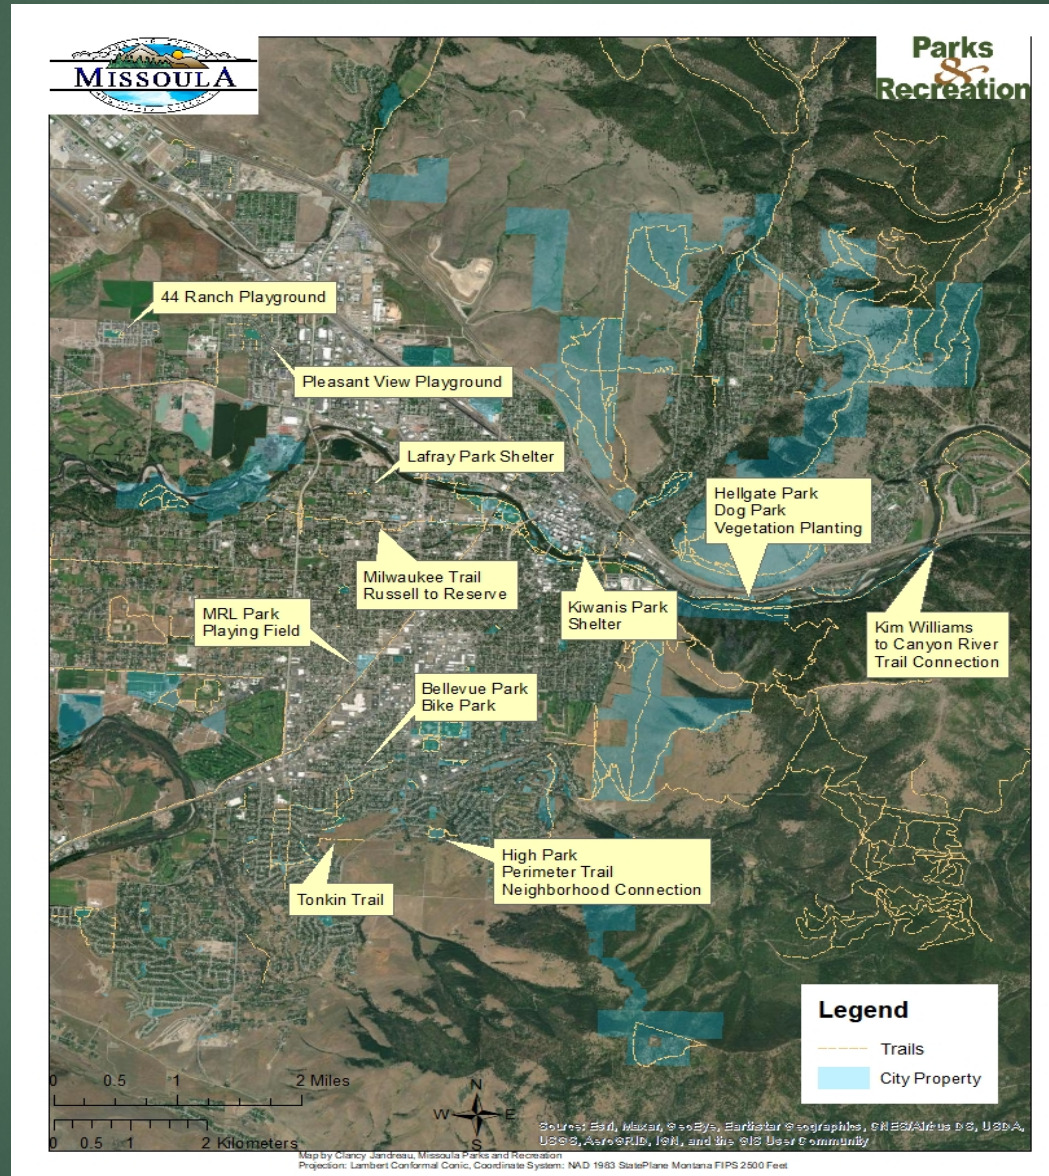 MISSOULA
Parks
&
Recreation
44 Ranch Playground
Pleasant View Playground
Lafray Park Shelter
Hellgate Park
Dog Park
Vegetation Planting
Milwaukee Trail
Russell to Reserve
Kiwanis Park
Shelter
MRL Park
Playing Field
Kim Williams
to Canyon River
Trail Connection
Bellevue Park
Bike Park
High Park
Perimeter Trail
Neighborhood Connection
Tonkin Trail
Legend
Trails
City Property
0 0.5 1 2 Miles
0 0.5 1 2 Kilometers
N
W E
S
Source: Esri, Maxar, GeoEye, Earthstar Geographics, CNES/Airbus DS, USDA,
USGS, AeroGRID, IGN, and the GIS User Community
Map by Clancy Jandreau, Missoula Parks and Recreation
Projection: Lambert Conformal Conic, Coordinate System: NAD 1983 StatePlane Montana FIPS 2500 Feet